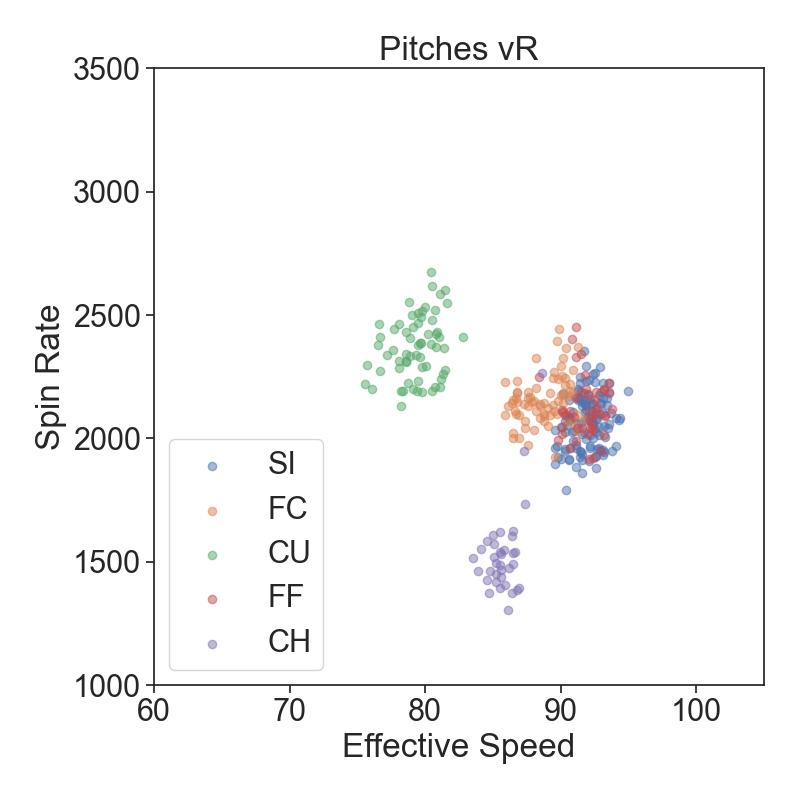 Pitches vR
3500
3000
2500
2000
1500
1000
Spin Rate
SI
FC
CU
FF
CH
60 70 80 90 100
Effective Speed